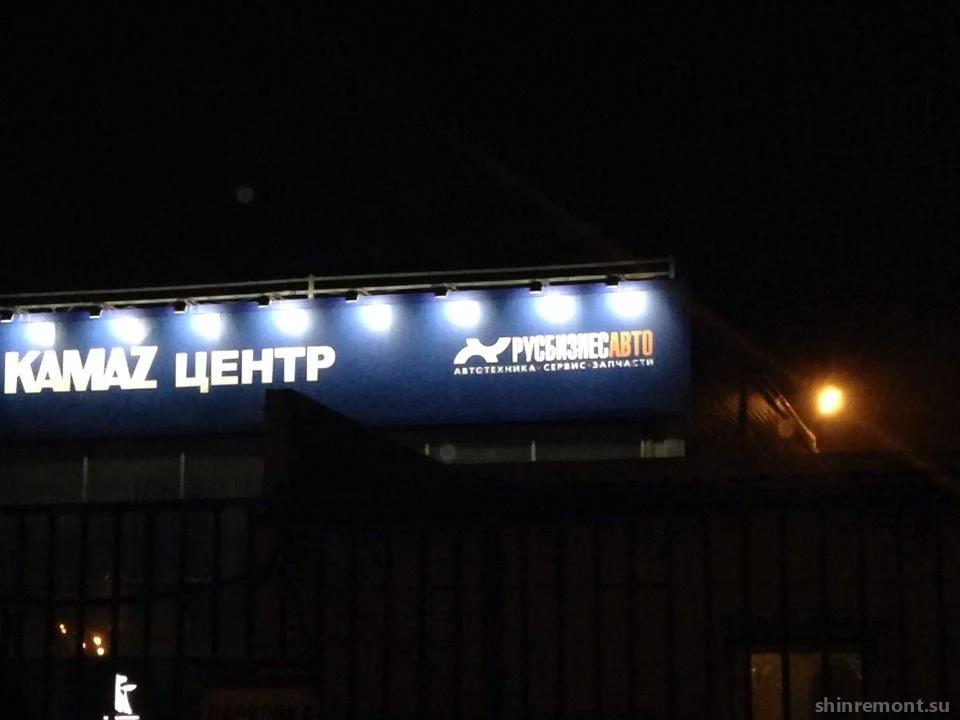 KAMAZ ЦЕНТР
РУСБИЗНЕСАВТО
АВТОТЕХНИКА · СЕРВИС · ЗАПЧАСТИ
shinremont.su